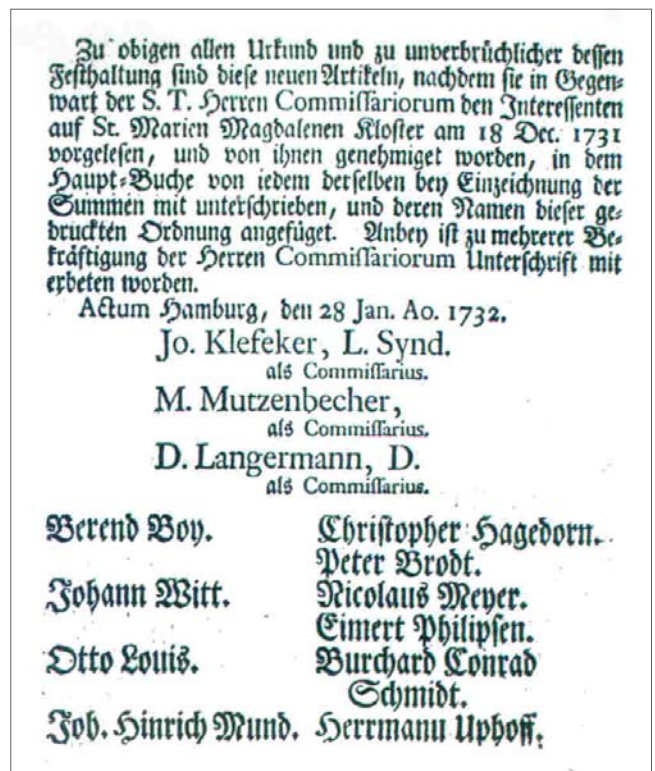 Zu obigen allen Urkund und zu unverbrüchlicher dessen
Festhaltung sind diese neuen Artikeln, nachdem sie in Gegen⸗
wart der S. T. Herren Commissariorum den Interessenten
auf St. Marien Magdalenen Kloster am 18 Dec. 1731
vorgelesen, und von ihnen genehmiget worden, in dem
Haupt⸗Buche von iedem derselben bey Einzeichnung der
Summen mit unterschrieben, und deren Namen dieser ge⸗
druckten Ordnung angefüget. Anbey ist zu mehrerer Be⸗
kräftigung der Herren Commissariorum Unterschrift mit
erbeten worden.
Actum Hamburg, den 28 Jan. Ao. 1732.
Jo. Klefeker, L. Synd.
als Commissarius.
M. Mutzenbecher,
als Commissarius.
D. Langermann, D.
als Commissarius.
Berend Boy. Christopher Hagedorn.
Peter Brodt.
Johann Witt. Nicolaus Meyer.
Eimert Philipsen.
Otto Louis. Burchard Conrad
Schmidt.
Joh. Hinrich Mund. Herrmann Uphoff.